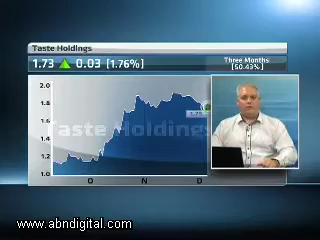 Taste Holdings
1.73 0.03 [1.76%]
Three Months
[50.43%]
2.0
1.8
1.6
1.4
1.2
1.0
Taste Holdings
O N D
www.abndigital.com